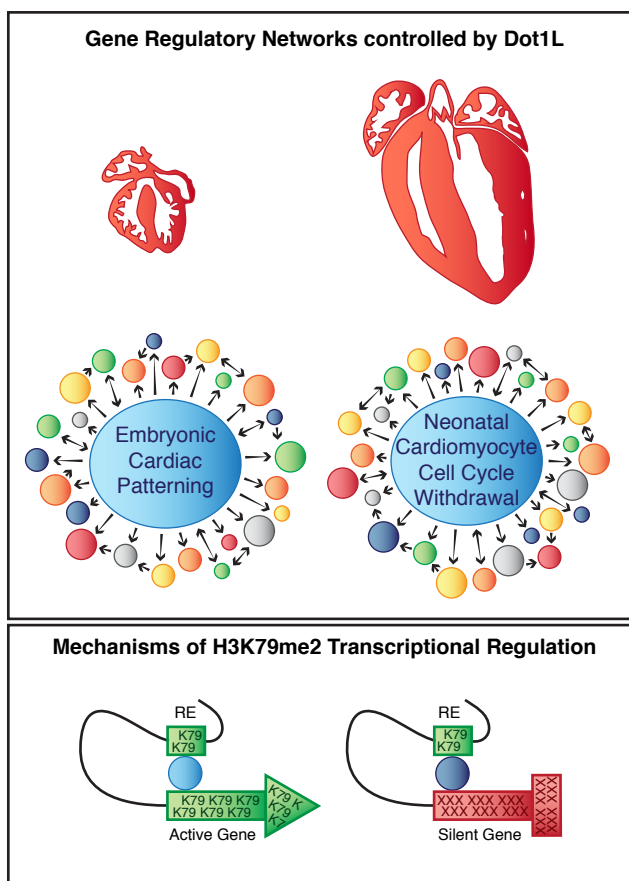 Gene Regulatory Networks controlled by Dot1L
Embryonic
Cardiac
Patterning
Neonatal
Cardiomyocyte
Cell Cycle
Withdrawal
Mechanisms of H3K79me2 Transcriptional Regulation
RE
K79
K79
K79 K79 K79
K79 K79 K79
K79 K
K79
K7
Active Gene
RE
K79
K79
XXX XXX XXX
XXX XXX XXX
Silent Gene